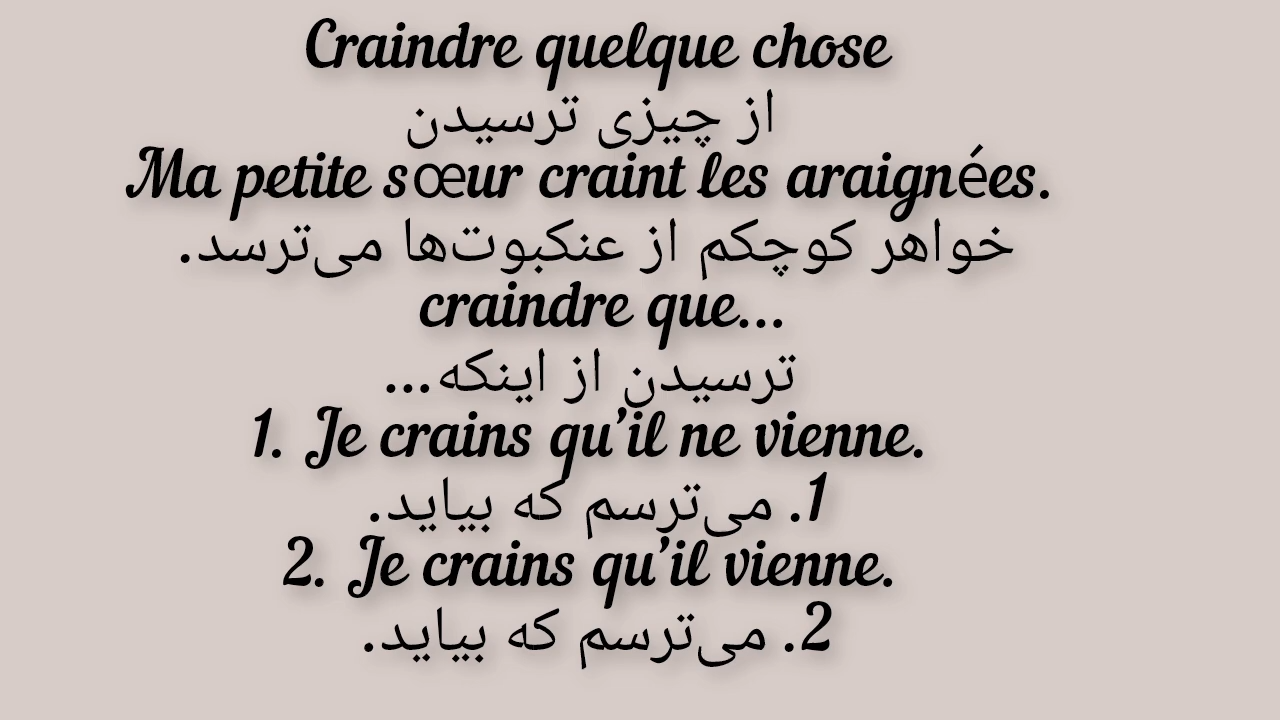 Craindre quelque chose
از چیزی ترسیدن
Ma petite sœur craint les araignées.
خواهر کوچکم از عنکبوت‌ها می‌ترسد.
craindre que...
ترسیدن از اینکه...
1. Je crains qu’il ne vienne.
1. می‌ترسم که بیاید.
2. Je crains qu’il vienne.
2. می‌ترسم که بیاید.